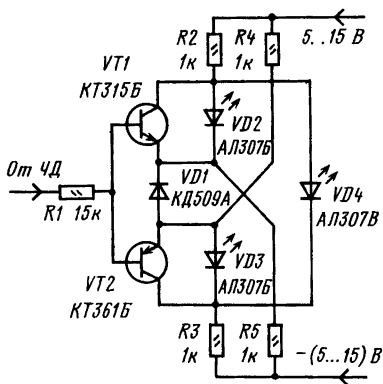 R2 R4 5..15 В
1к 1к
VT1
КТ315Б
VD2
АЛ307Б
От ЧД
VD1
КД509А
VD4
АЛ307В
R1 15к
VT2
КТ361Б
VD3
АЛ307Б
R3 R5
1к 1к
-(5...15) В